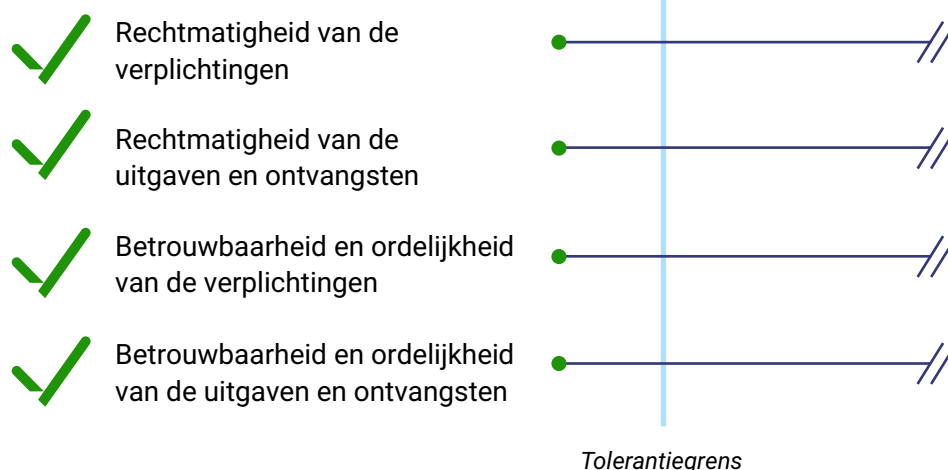 Rechtmatigheid van de
verplichtingen
Rechtmatigheid van de
uitgaven en ontvangsten
Betrouwbaarheid en ordelijkheid
van de verplichtingen
Betrouwbaarheid en ordelijkheid
van de uitgaven en ontvangsten
Tolerantiegrens